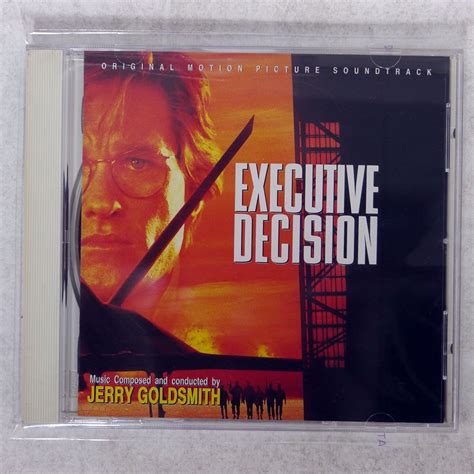 ORIGINAL MOTION PICTURE SOUNDTRACK
EXECUTIVE
DECISION
Music Composed and conducted by
JERRY GOLDSMITH